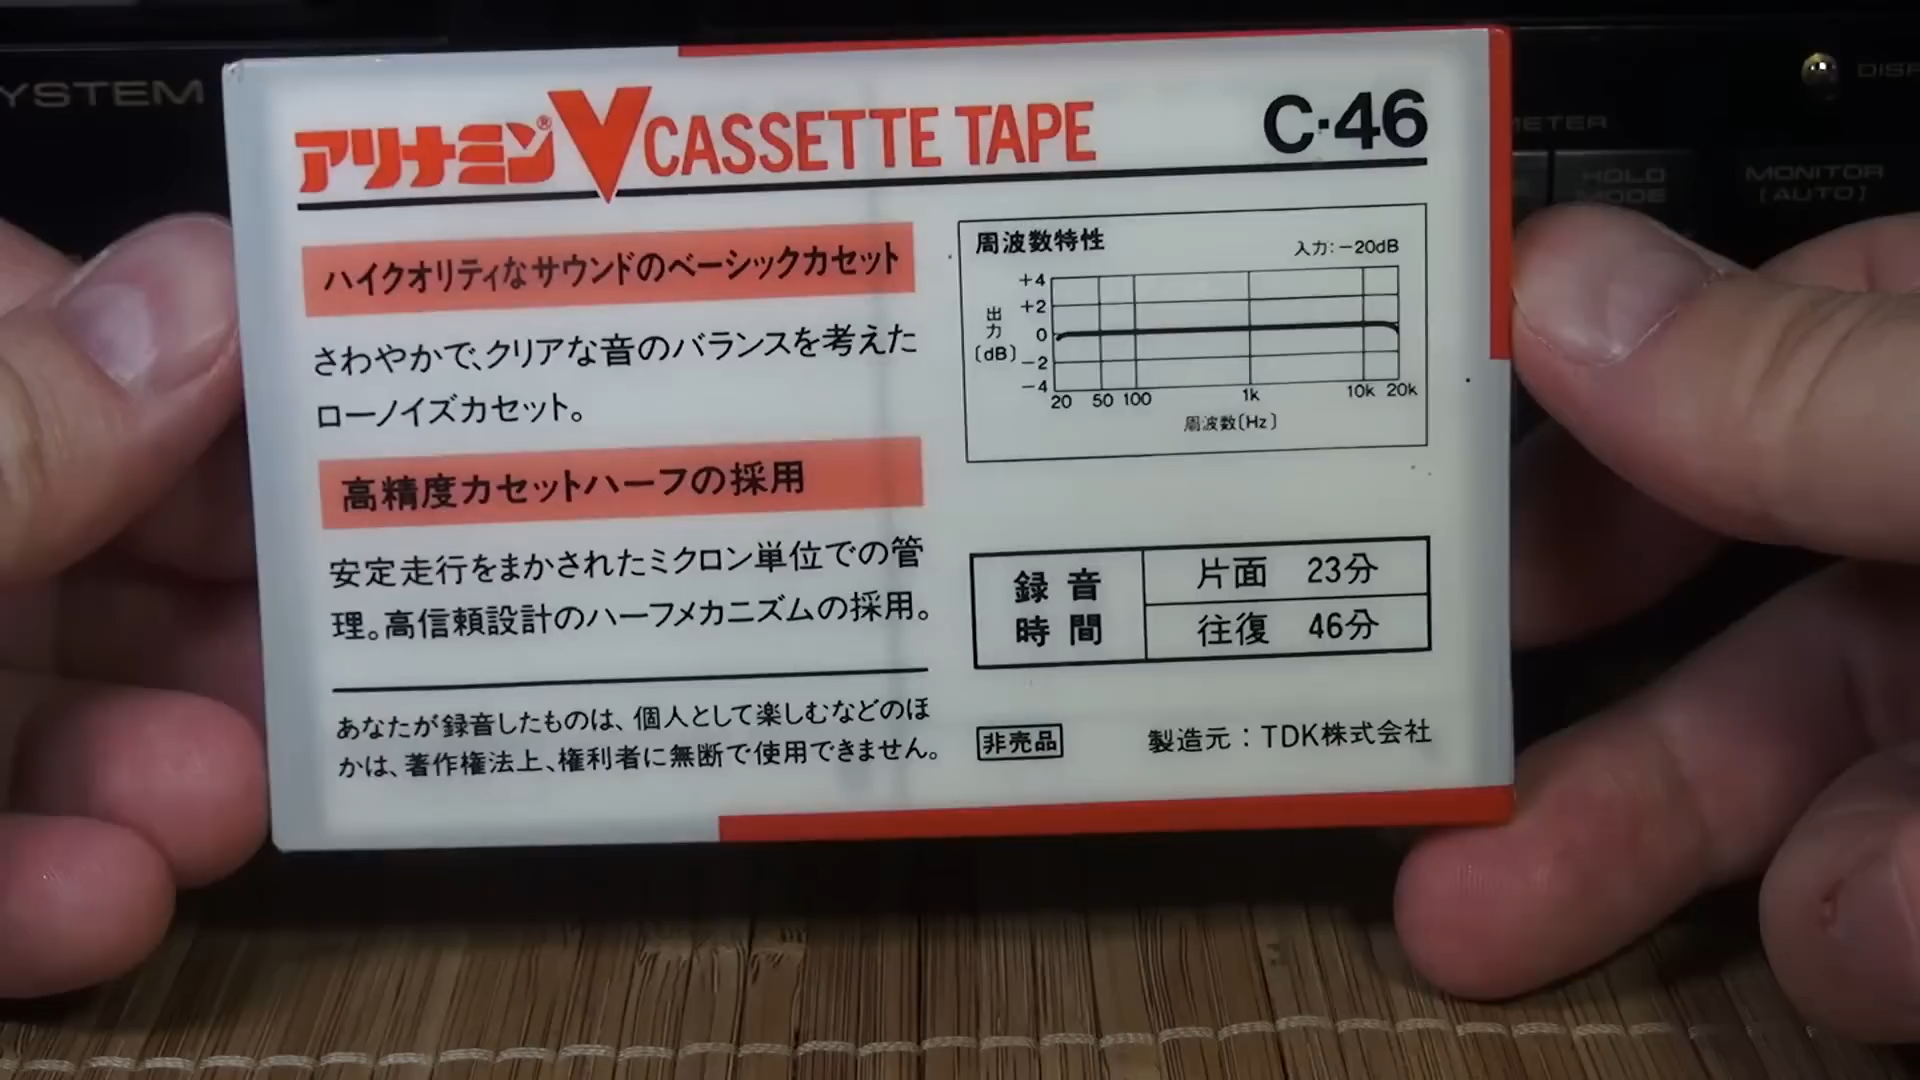 YSTEM
DISP
METER
HOLD
MODE
MONITOR
(AUTO)
アリナミン®V CASSETTE TAPE C·46
ハイクオリティなサウンドのベーシックカセット
さわやかで、クリアな音のバランスを考えた
ローノイズカセット。
高精度カセットハーフの採用
安定走行をまかされたミクロン単位での管
理。高信頼設計のハーフメカニズムの採用。
あなたが録音したものは、個人として楽しむなどのほ
かは、著作権法上、権利者に無断で使用できません。
周波数特性
入力:−20dB
出力
〔dB〕
+4
+2
0
−2
−4
20 50 100 1k 10k 20k
周波数〔Hz〕
録音
時間
片面 23分
往復 46分
非売品
製造元：TDK株式会社